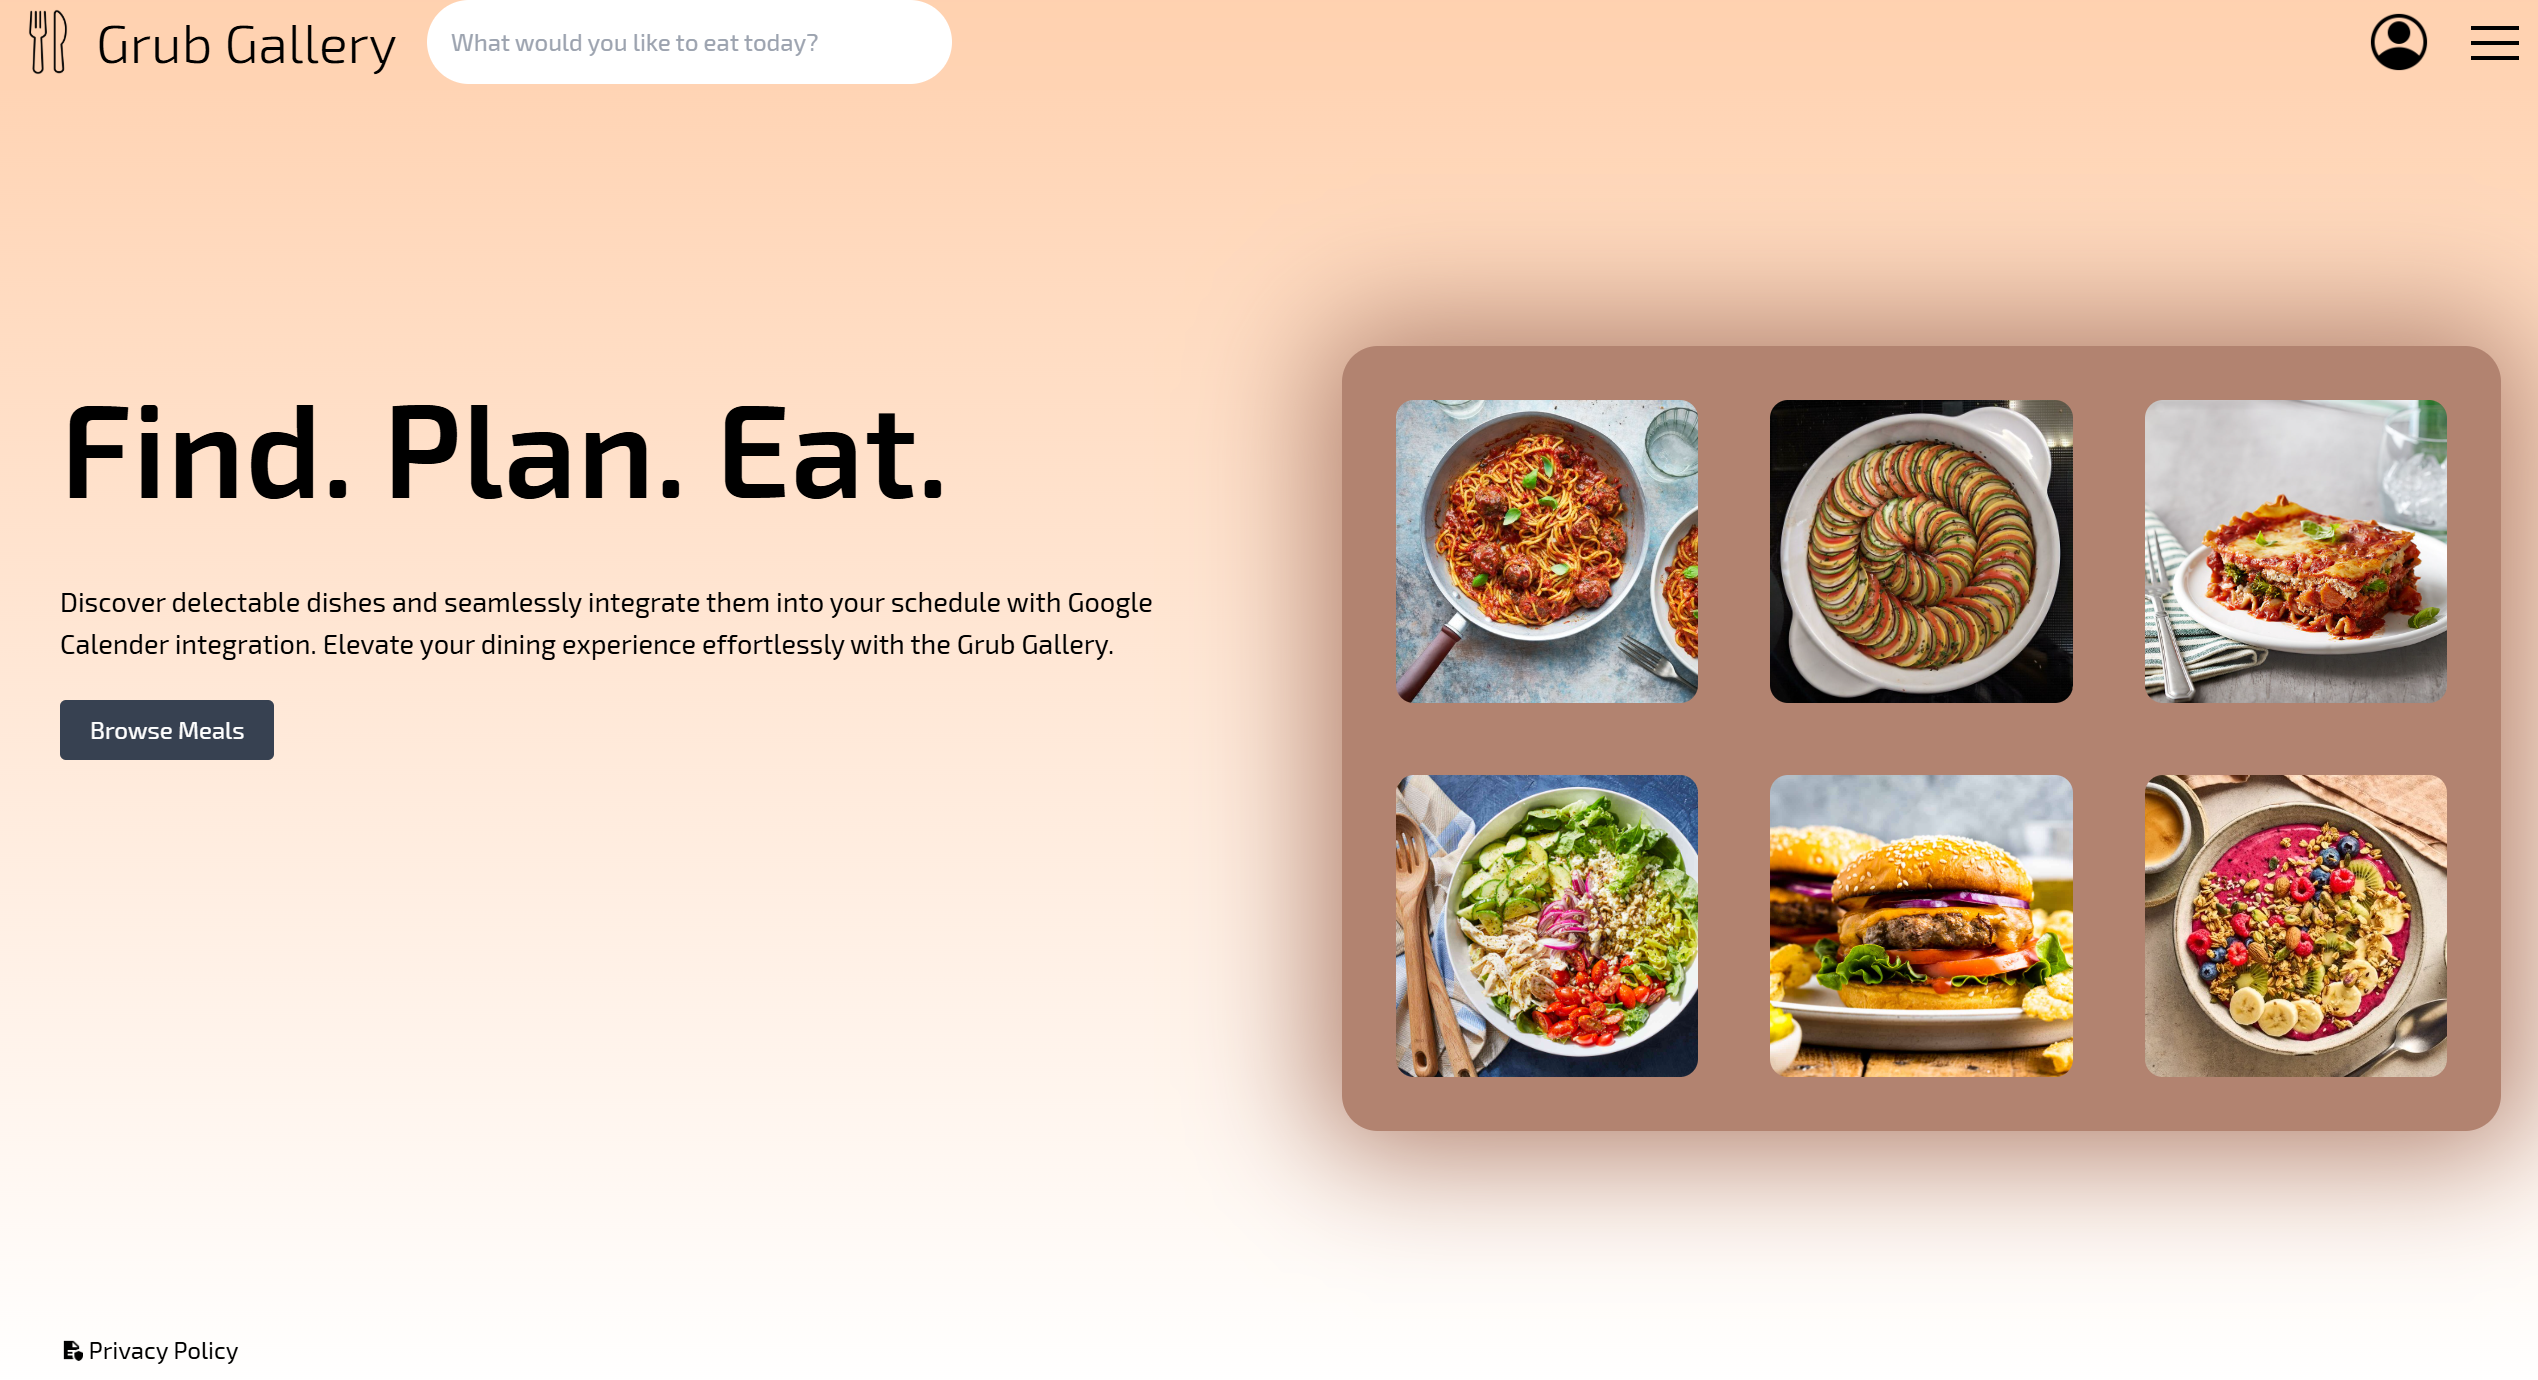 Grub Gallery
What would you like to eat today?
Find. Plan. Eat.
Discover delectable dishes and seamlessly integrate them into your schedule with Google
Calender integration. Elevate your dining experience effortlessly with the Grub Gallery.
Browse Meals
Privacy Policy